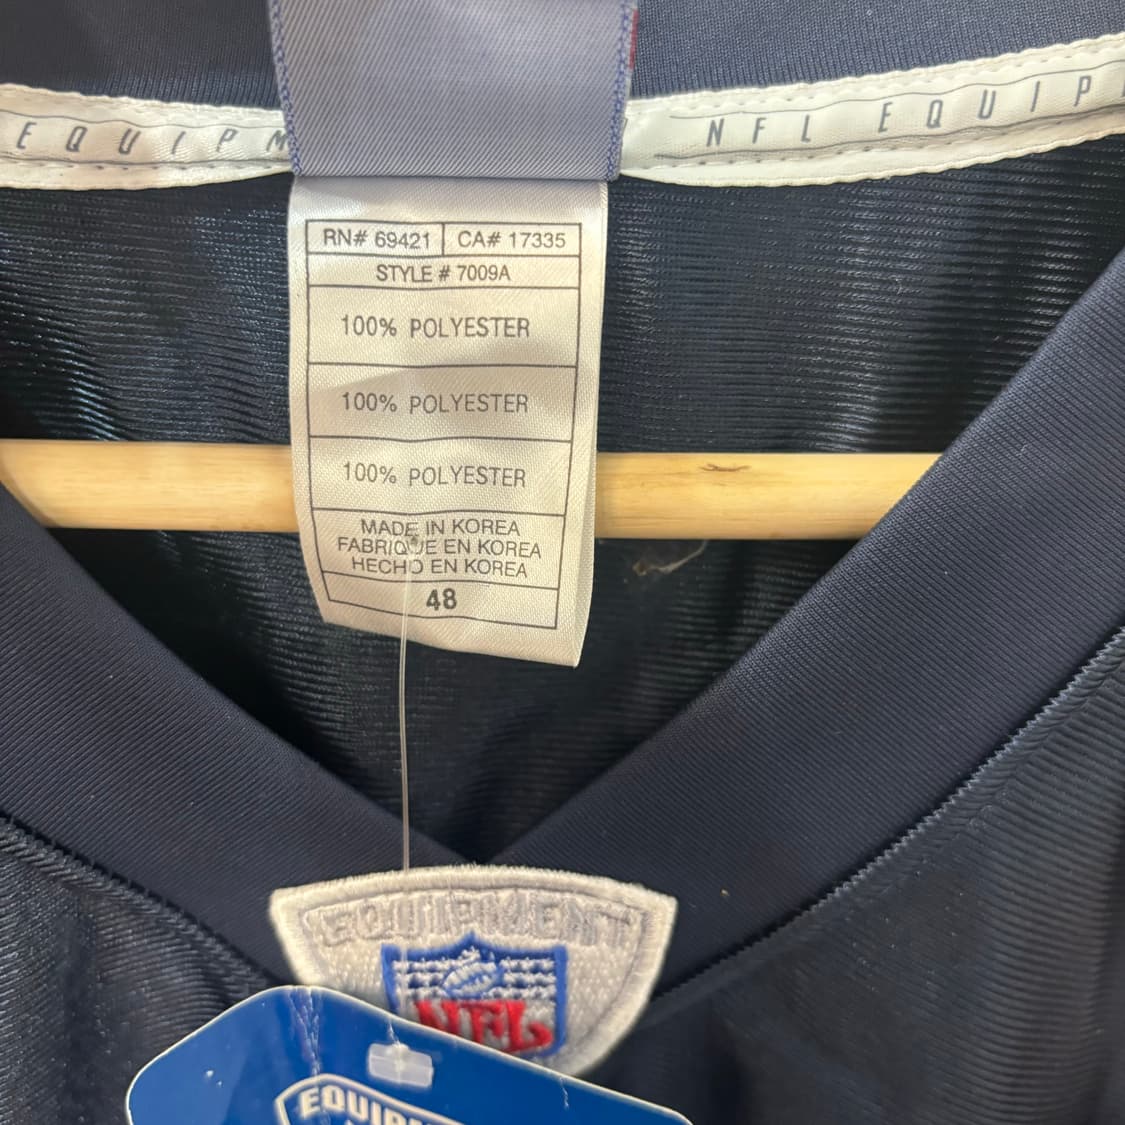 EQUIPM
NFL EQUIP
RN# 69421 CA# 17335
STYLE # 7009A
100% POLYESTER
100% POLYESTER
100% POLYESTER
MADE IN KOREA
FABRIQUE EN KOREA
HECHO EN KOREA
48
EQUIPMENT
NFL
EQUIPM